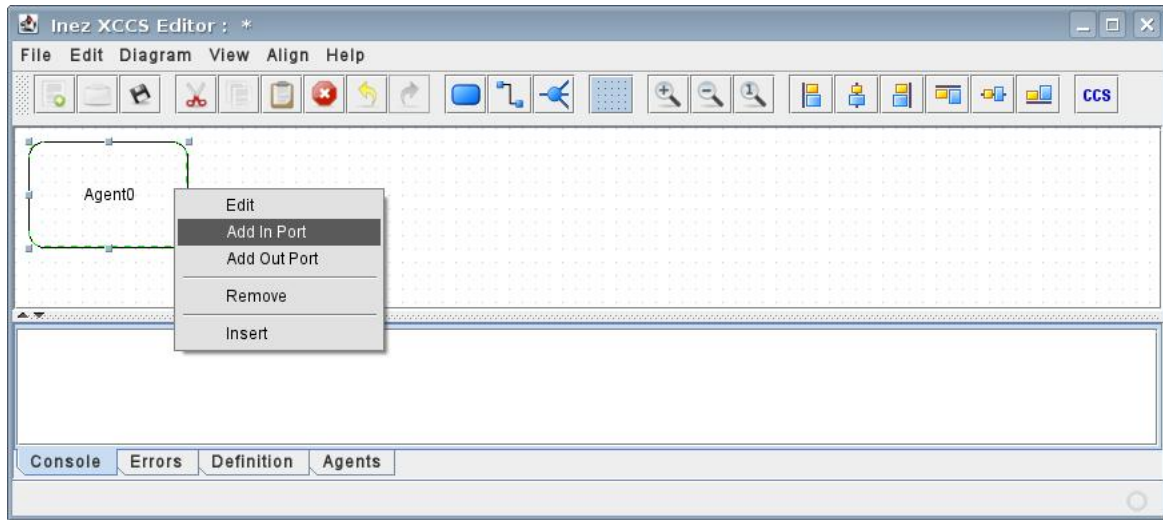 Inez XCCS Editor : *
File Edit Diagram View Align Help
1 CCS
Agent0
Edit
Add In Port
Add Out Port
Remove
Insert
Console Errors Definition Agents